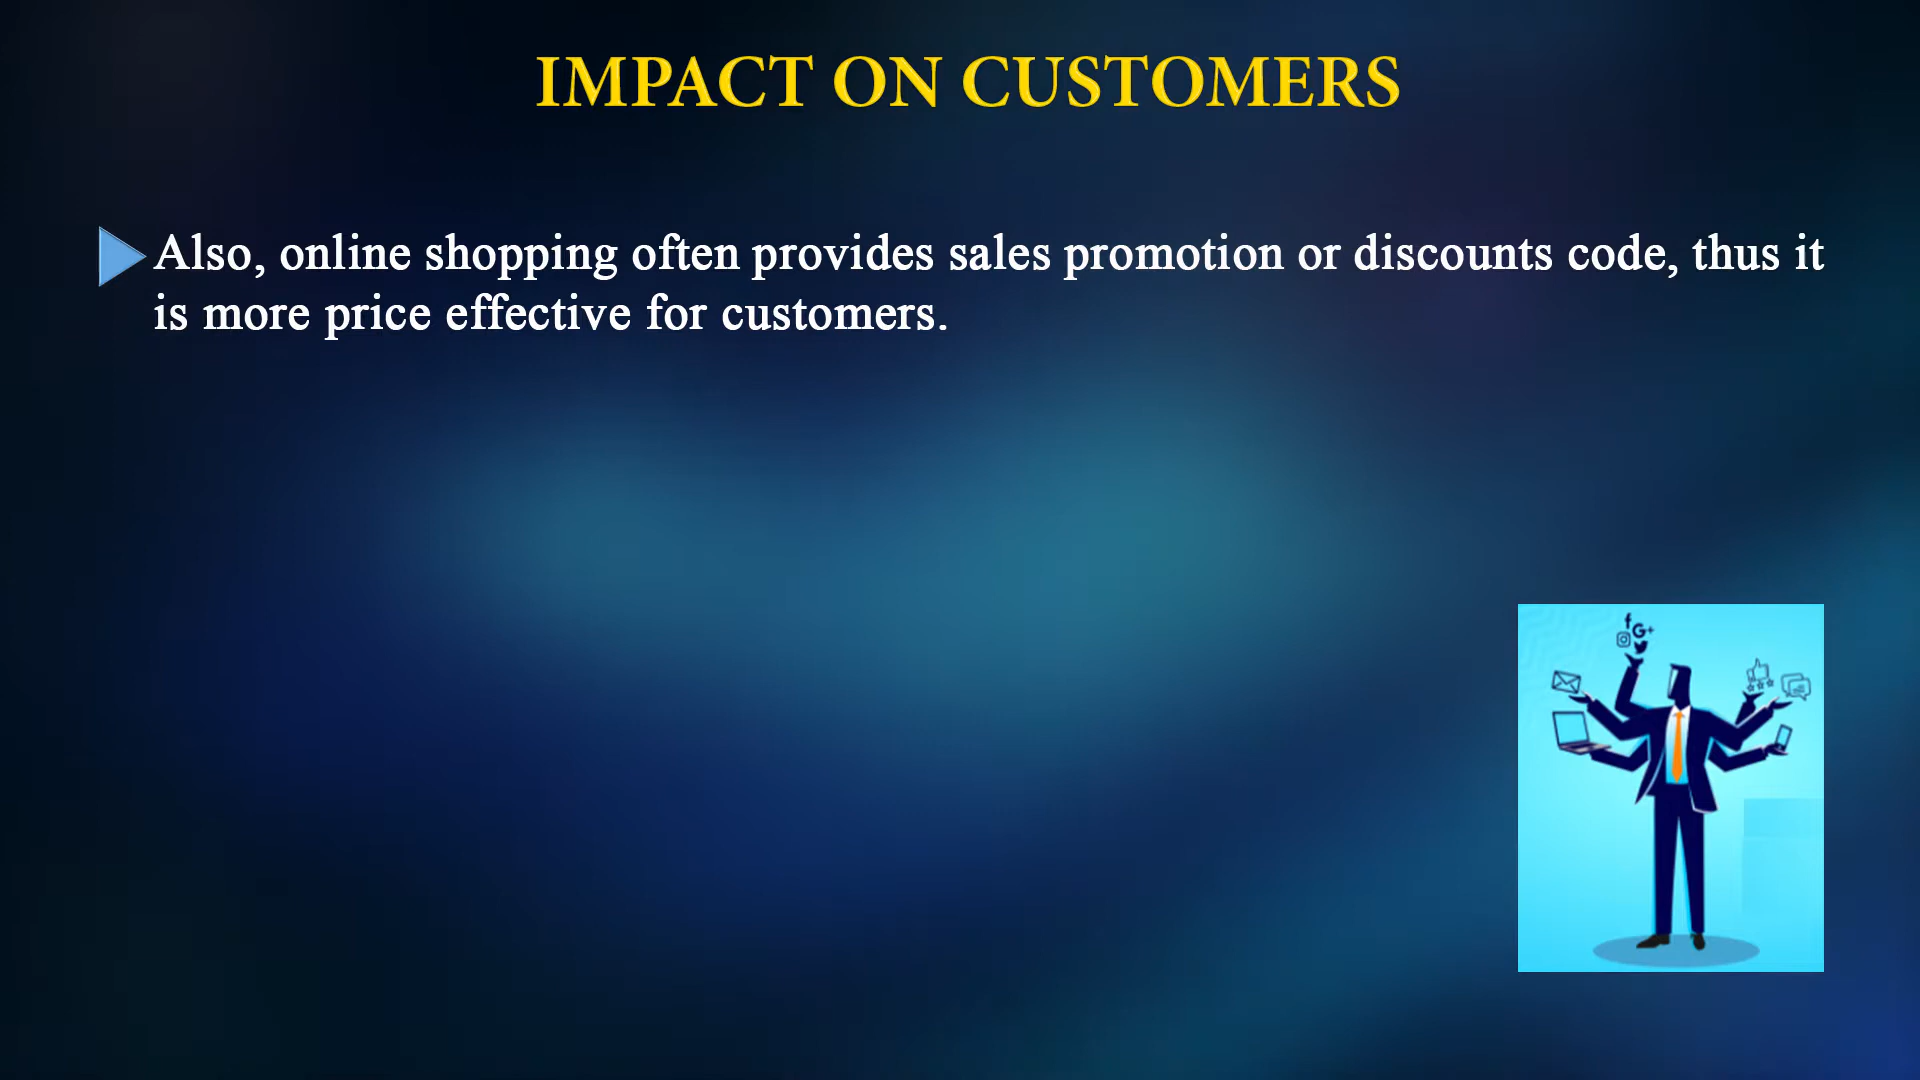 IMPACT ON CUSTOMERS
Also, online shopping often provides sales promotion or discounts code, thus it
is more price effective for customers.
f
G+